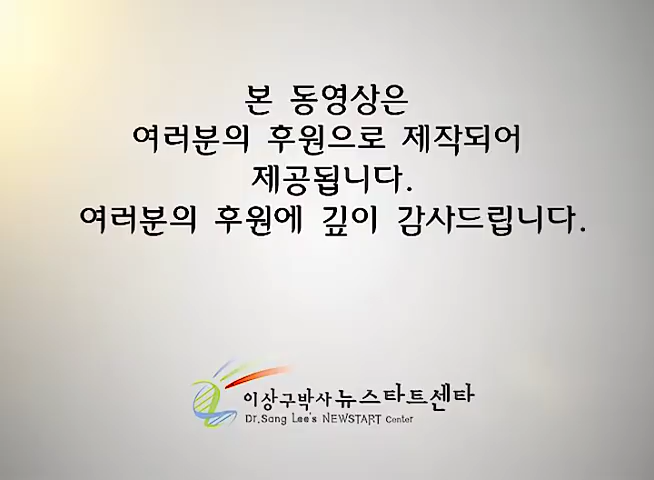 본 동영상은
여러분의 후원으로 제작되어
제공됩니다.
여러분의 후원에 깊이 감사드립니다.
이상구박사 뉴스타트센타
Dr.Sang Lee's NEWSTART Center